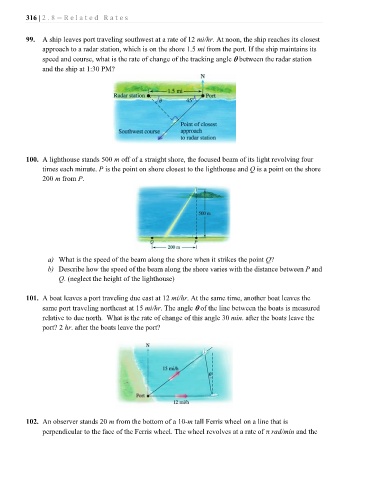 316 | 2.8 – Related Rates
99. A ship leaves port traveling southwest at a rate of 12 mi/hr. At noon, the ship reaches its closest
approach to a radar station, which is on the shore 1.5 mi from the port. If the ship maintains its
speed and course, what is the rate of change of the tracking angle θ between the radar station
and the ship at 1:30 PM?
N
1.5 mi
Radar station
Port
θ
45°
Point of closest
Southwest course
approach
to radar station
100. A lighthouse stands 500 m off of a straight shore, the focused beam of its light revolving four
times each minute. P is the point on shore closest to the lighthouse and Q is a point on the shore
200 m from P.
500 m
Q
P
200 m
a) What is the speed of the beam along the shore when it strikes the point Q?
b) Describe how the speed of the beam along the shore varies with the distance between P and
Q. (neglect the height of the lighthouse)
101. A boat leaves a port traveling due east at 12 mi/hr. At the same time, another boat leaves the
same port traveling northeast at 15 mi/hr. The angle θ of the line between the boats is measured
relative to due north. What is the rate of change of this angle 30 min. after the boats leave the
port? 2 hr. after the boats leave the port?
N
15 mi/h
θ
Port
12 mi/h
102. An observer stands 20 m from the bottom of a 10-m tall Ferris wheel on a line that is
perpendicular to the face of the Ferris wheel. The wheel revolves at a rate of π rad/min and the